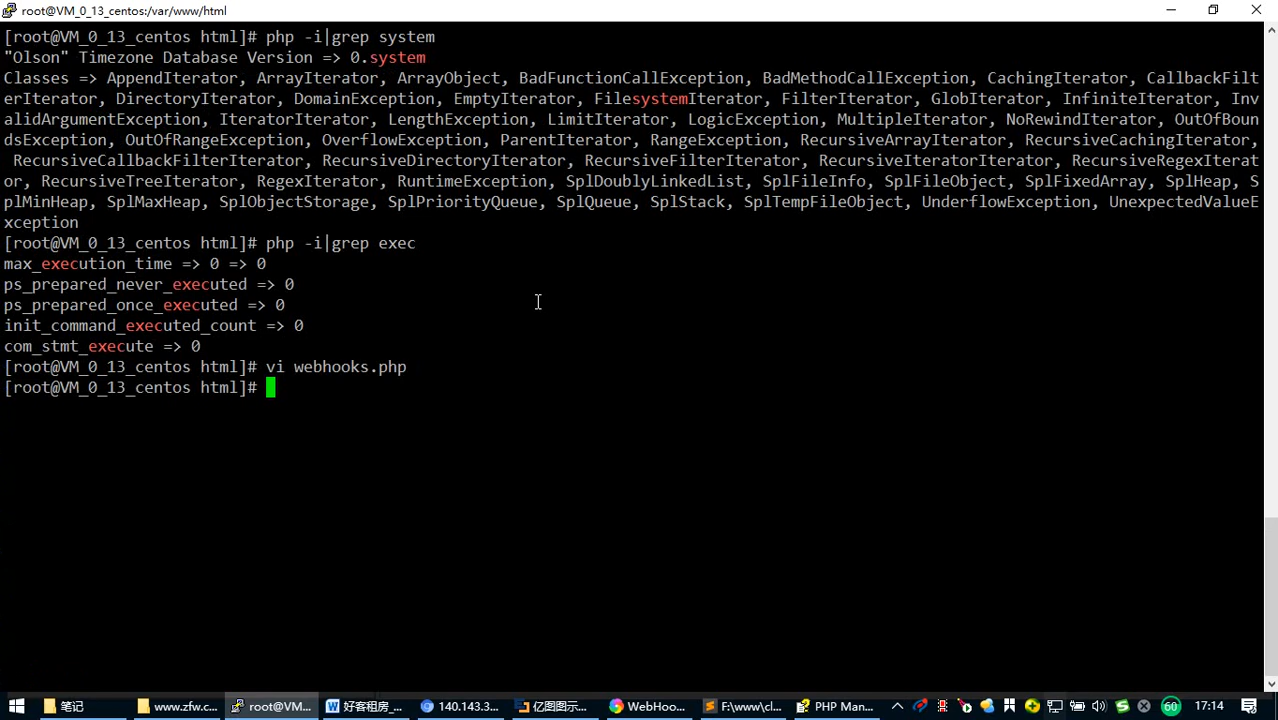 root@VM_0_13_centos:/var/www/html
[root@VM_0_13_centos html]# php -i|grep system
"Olson" Timezone Database Version => 0.system
Classes => AppendIterator, ArrayIterator, ArrayObject, BadFunctionCallException, BadMethodCallException, CachingIterator, CallbackFilt
erIterator, DirectoryIterator, DomainException, EmptyIterator, FilesystemIterator, FilterIterator, GlobIterator, InfiniteIterator, Inv
alidArgumentException, IteratorIterator, LengthException, LimitIterator, LogicException, MultipleIterator, NoRewindIterator, OutOfBoun
dsException, OutOfRangeException, OverflowException, ParentIterator, RangeException, RecursiveArrayIterator, RecursiveCachingIterator,
 RecursiveCallbackFilterIterator, RecursiveDirectoryIterator, RecursiveFilterIterator, RecursiveIteratorIterator, RecursiveRegexIterat
or, RecursiveTreeIterator, RegexIterator, RuntimeException, SplDoublyLinkedList, SplFileInfo, SplFileObject, SplFixedArray, SplHeap, S
plMinHeap, SplMaxHeap, SplObjectStorage, SplPriorityQueue, SplQueue, SplStack, SplTempFileObject, UnderflowException, UnexpectedValueE
xception
[root@VM_0_13_centos html]# php -i|grep exec
max_execution_time => 0 => 0
ps_prepared_never_executed => 0
ps_prepared_once_executed => 0
init_command_executed_count => 0
com_stmt_execute => 0
[root@VM_0_13_centos html]# vi webhooks.php
[root@VM_0_13_centos html]#
笔记 www.zfw.c... root@VM... 好客租房_... 140.143.3... 亿图图示... WebHoo... F:\www\cl... PHP Man... 60 17:14